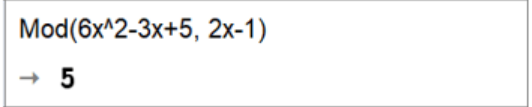 Mod(6x^2-3x+5, 2x-1)
→ 5